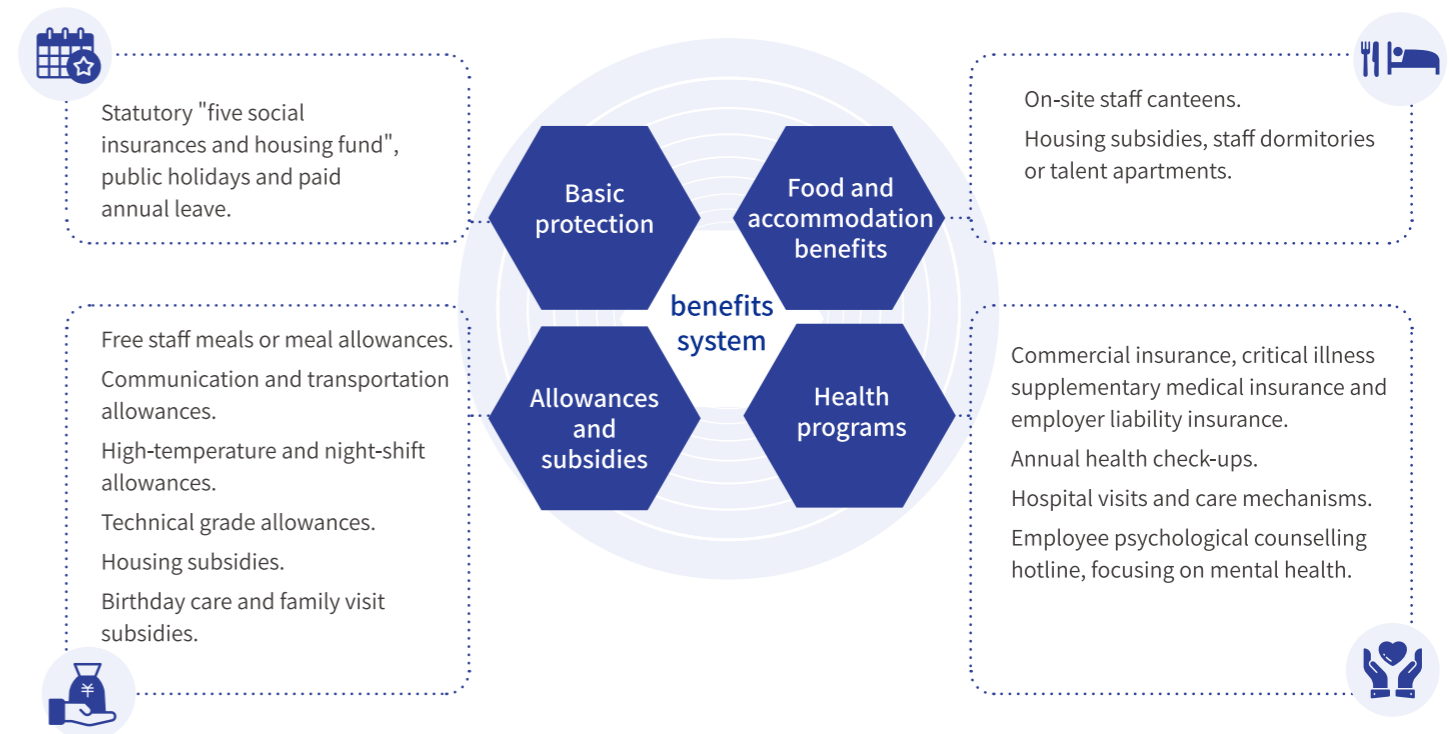 Statutory "five social
insurances and housing fund",
public holidays and paid
annual leave.
Basic
protection
Food and
accommodation
benefits
On-site staff canteens.
Housing subsidies, staff dormitories
or talent apartments.
benefits
system
Free staff meals or meal allowances.
Communication and transportation
allowances.
High-temperature and night-shift
allowances.
Technical grade allowances.
Housing subsidies.
Birthday care and family visit
subsidies.
¥
Allowances
and
subsidies
Health
programs
Commercial insurance, critical illness
supplementary medical insurance and
employer liability insurance.
Annual health check-ups.
Hospital visits and care mechanisms.
Employee psychological counselling
hotline, focusing on mental health.